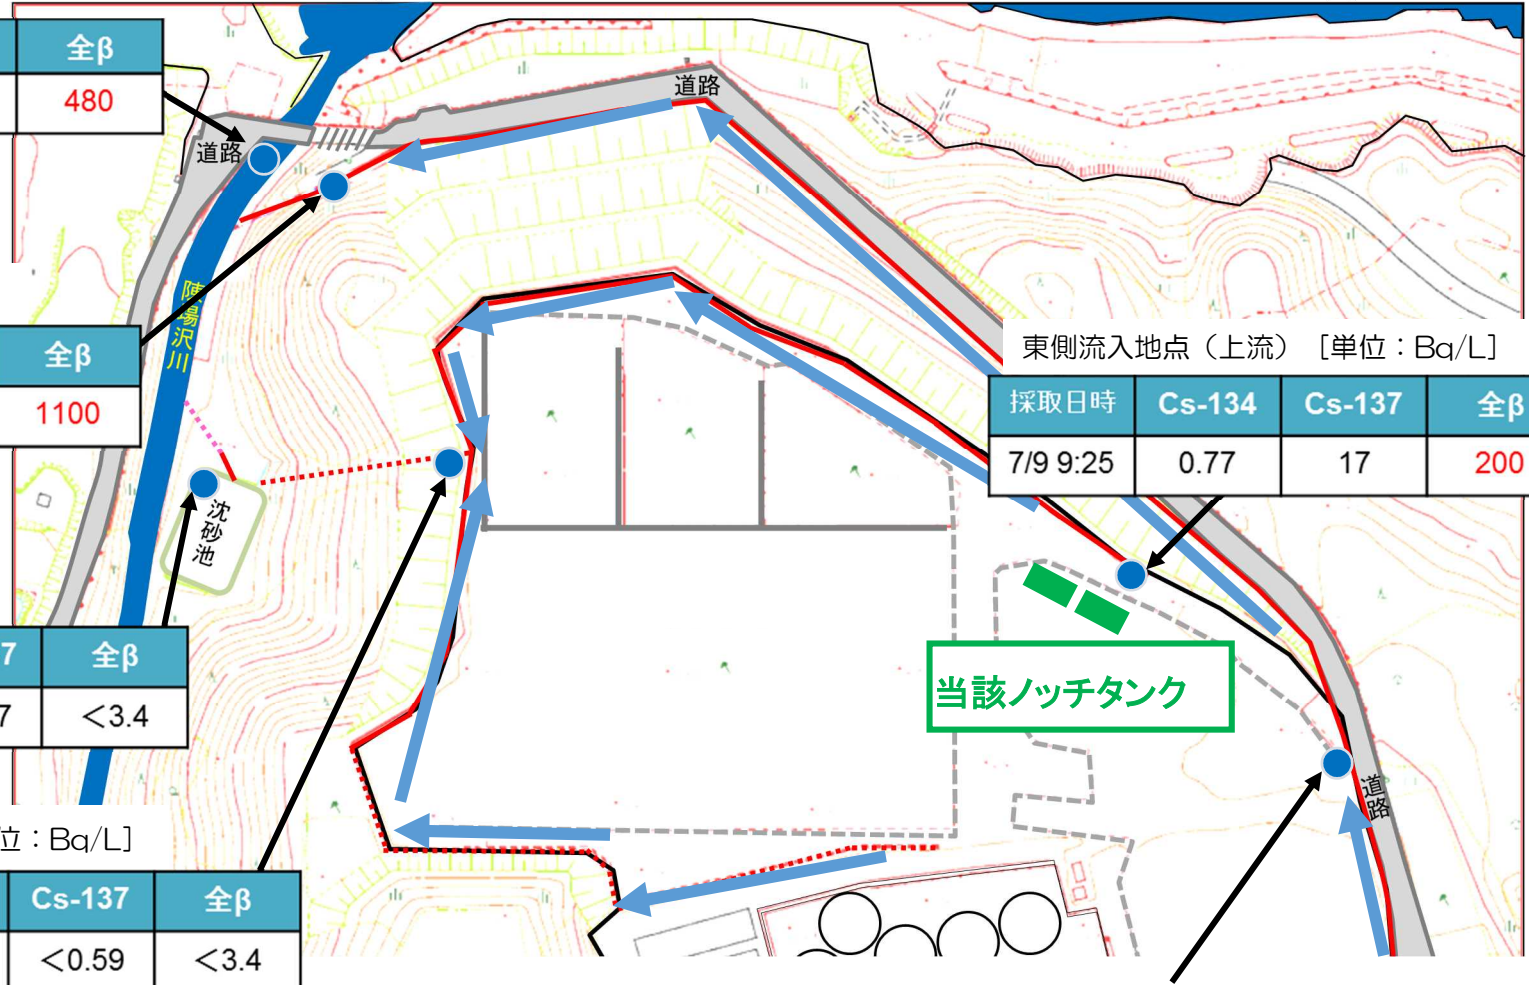 全β
480
道路
道路
陳場沢川
全β
1100
東側流入地点（上流） [単位：Bq/L]
採取日時 Cs-134 Cs-137 全β
7/9 9:25 0.77 17 200
沈砂池
7 全β
7 <3.4
当該ノッチタンク
道路
位：Bq/L]
Cs-137 全β
<0.59 <3.4